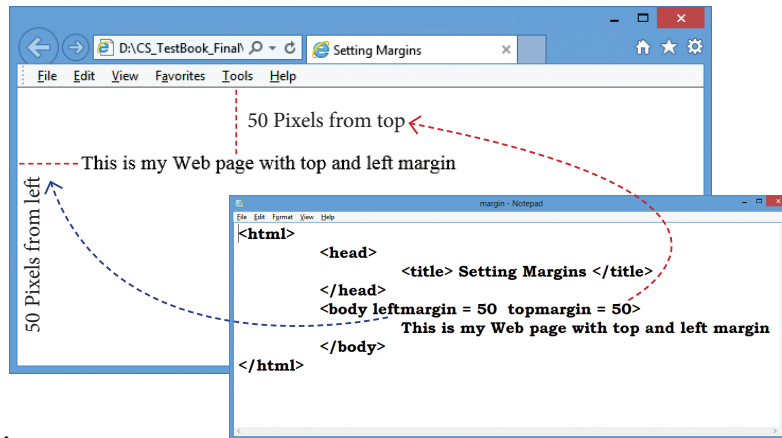 D:\CS_TestBook_Final\
Setting Margins
File Edit View Favorites Tools Help
50 Pixels from top
This is my Web page with top and left margin
50 Pixels from left
margin - Notepad
File Edit Format View Help
<html>
<head>
<title> Setting Margins </title>
</head>
<body leftmargin = 50 topmargin = 50>
This is my Web page with top and left margin
</body>
</html>